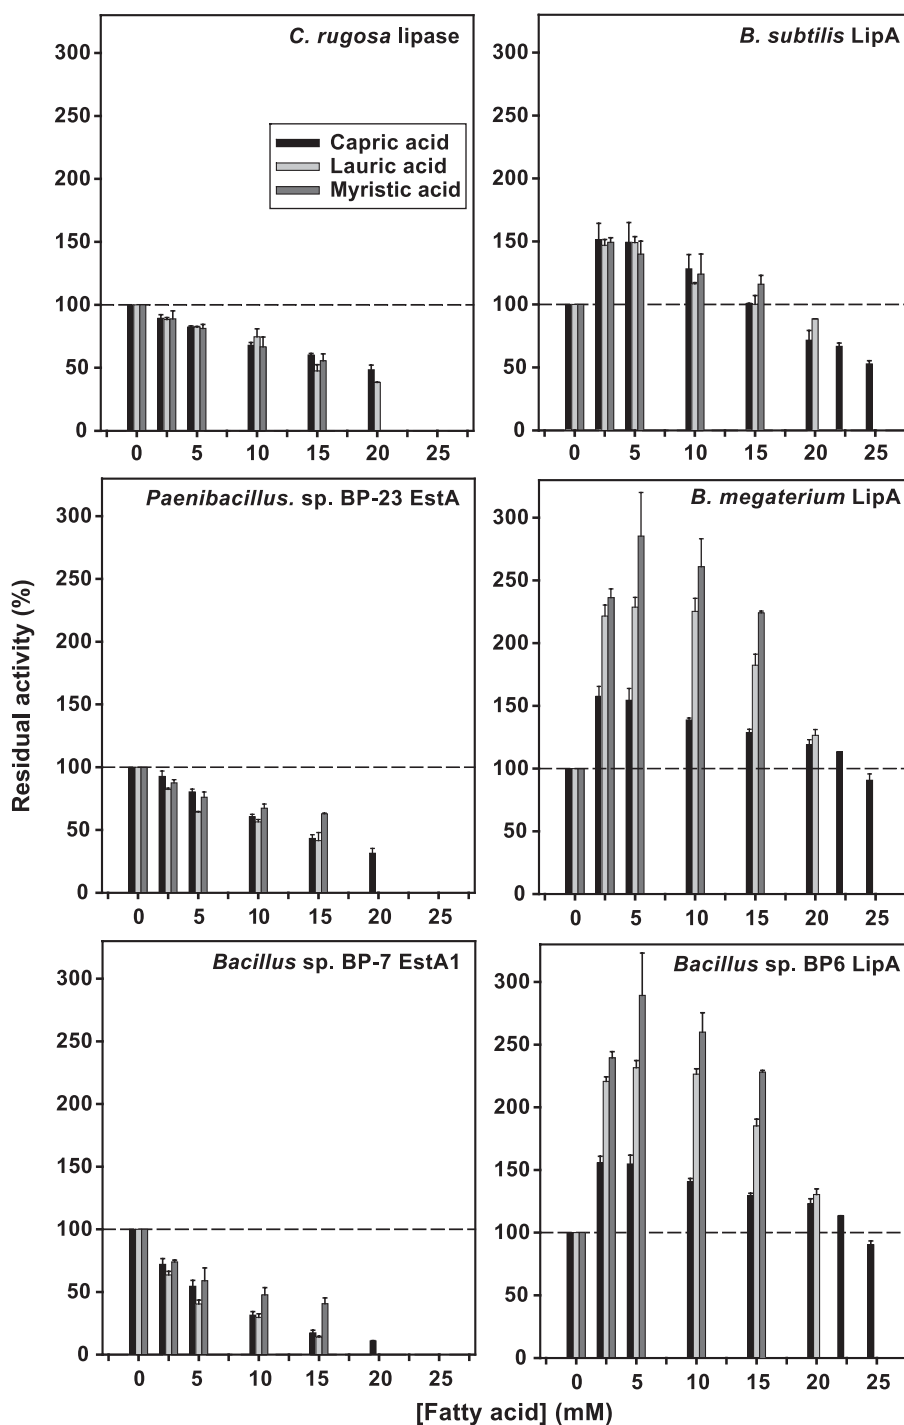 C. rugosa lipase
300
250
200
150
100
50
0
0 5 10 15 20 25
Capric acid
Lauric acid
Myristic acid
B. subtilis LipA
300
250
200
150
100
50
0
0 5 10 15 20 25
Paenibacillus. sp. BP-23 EstA
300
250
200
150
100
50
0
0 5 10 15 20 25
B. megaterium LipA
300
250
200
150
100
50
0
0 5 10 15 20 25
Bacillus sp. BP-7 EstA1
300
250
200
150
100
50
0
0 5 10 15 20 25
Bacillus sp. BP6 LipA
300
250
200
150
100
50
0
0 5 10 15 20 25
Residual activity (%)
[Fatty acid] (mM)